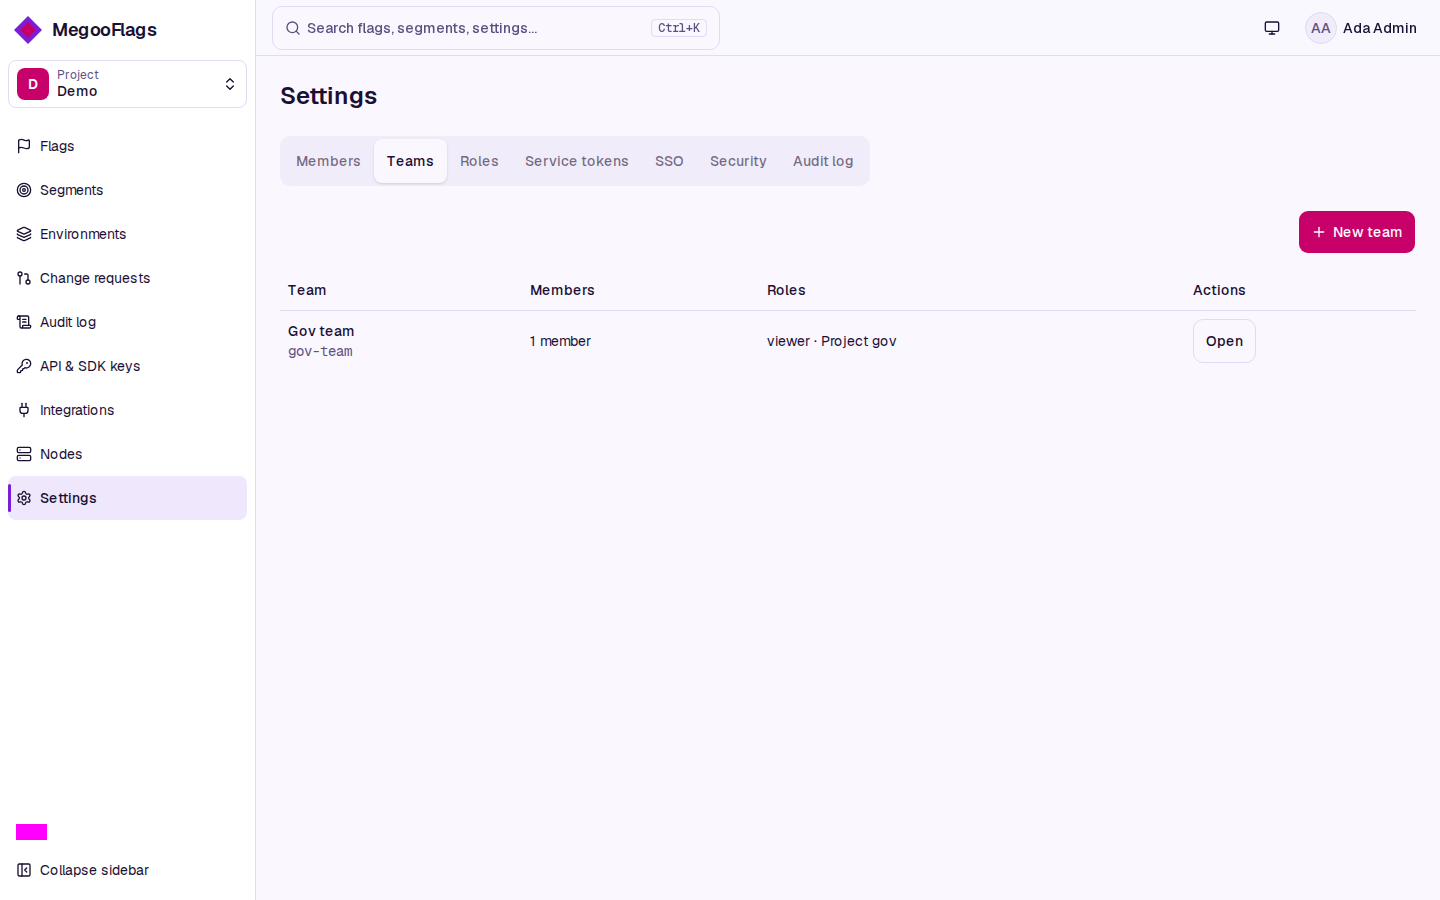 MegooFlags
Search flags, segments, settings...
Ctrl+K
AA
Ada Admin
D
Project
Demo
Flags
Segments
Environments
Change requests
Audit log
API & SDK keys
Integrations
Nodes
Settings
Collapse sidebar
Settings
Members
Teams
Roles
Service tokens
SSO
Security
Audit log
New team
Team
Members
Roles
Actions
Gov team
gov-team
1 member
viewer · Project gov
Open